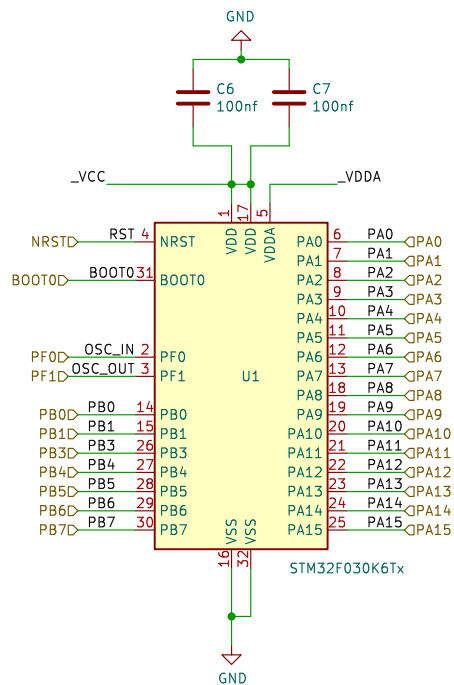 GND
C6
100nf
C7
100nf
_VCC
_VDDA
1
17
5
VDD
VDD
VDDA
NRST RST 4 NRST
BOOT0 BOOT0 31 BOOT0
PF0 OSC_IN 2 PF0
PF1 OSC_OUT 3 PF1
PB0 PB0 14 PB0
PB1 PB1 15 PB1
PB3 PB3 26 PB3
PB4 PB4 27 PB4
PB5 PB5 28 PB5
PB6 PB6 29 PB6
PB7 PB7 30 PB7
U1
PA0 6 PA0 PA0
PA1 7 PA1 PA1
PA2 8 PA2 PA2
PA3 9 PA3 PA3
PA4 10 PA4 PA4
PA5 11 PA5 PA5
PA6 12 PA6 PA6
PA7 13 PA7 PA7
PA8 18 PA8 PA8
PA9 19 PA9 PA9
PA10 20 PA10 PA10
PA11 21 PA11 PA11
PA12 22 PA12 PA12
PA13 23 PA13 PA13
PA14 24 PA14 PA14
PA15 25 PA15 PA15
VSS
VSS
16
32
STM32F030K6Tx
GND